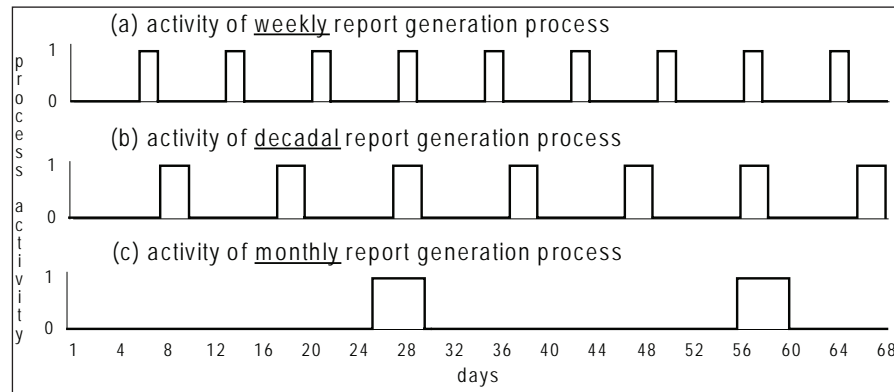 (a) activity of weekly report generation process
1
0
process activity
(b) activity of decadal report generation process
1
0
(c) activity of monthly report generation process
1
0
1 4 8 12 16 20 24 28 32 36 40 44 48 52 56 60 64 68
days